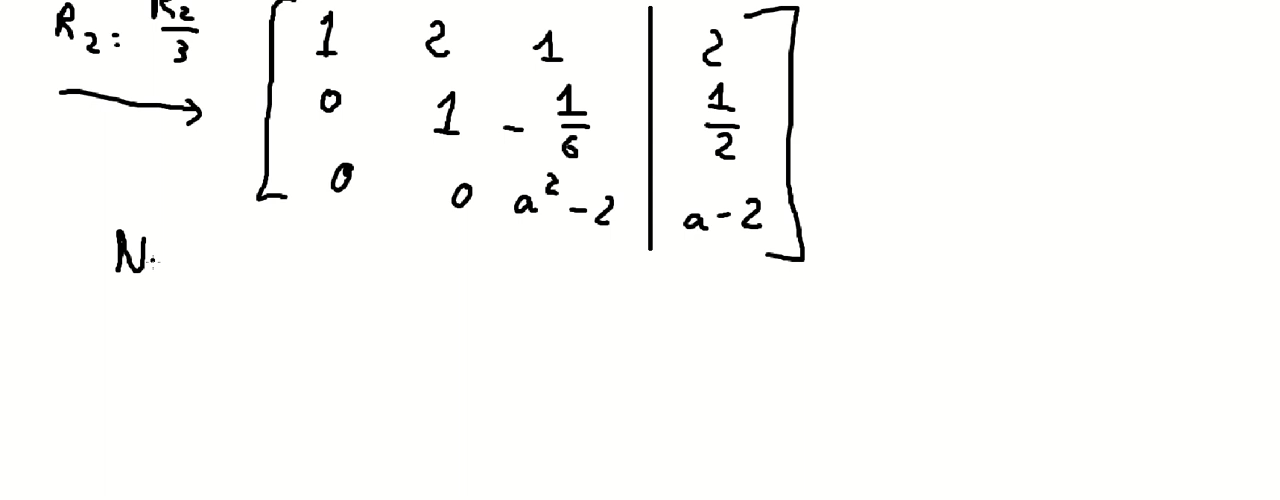 R₂ = R₂/3 → [ 1 2 1 | 2 ]
[ 0 1 -1/6 | 1/2 ]
[ 0 0 a²-2 | a-2 ]
N